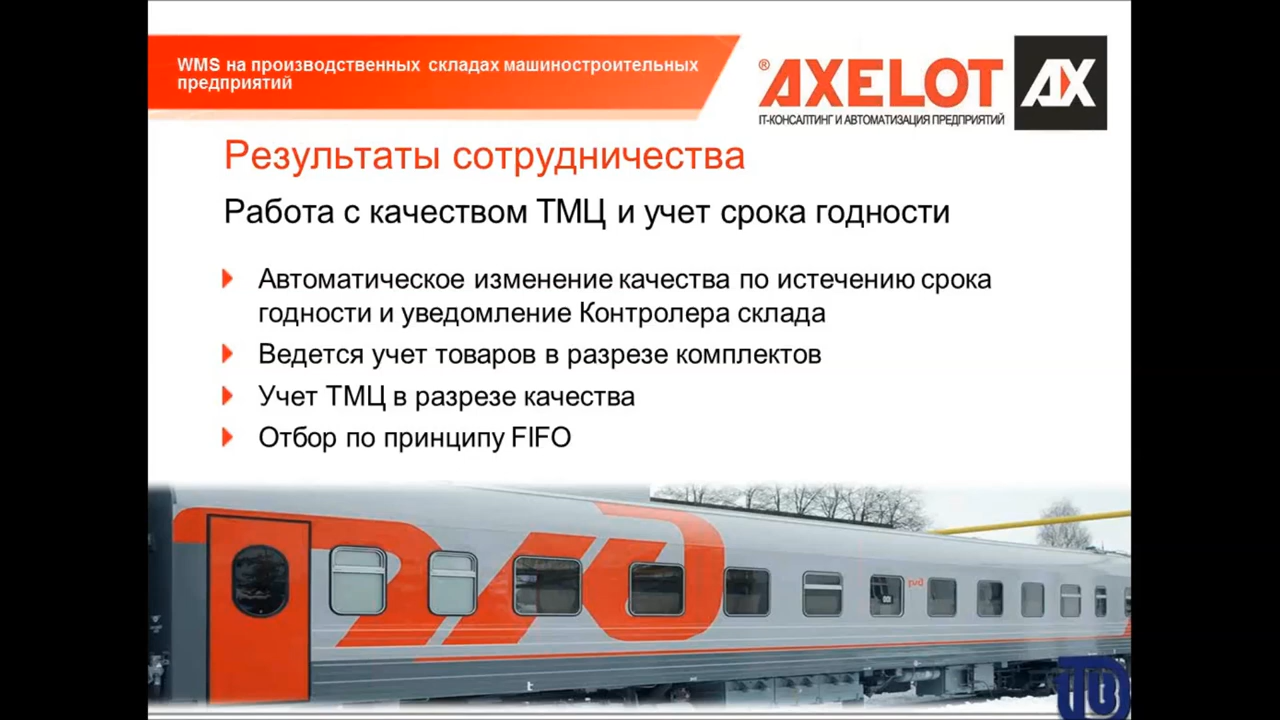 WMS на производственных складах машиностроительных
предприятий
® AXELOT AX
IT-КОНСАЛТИНГ И АВТОМАТИЗАЦИЯ ПРЕДПРИЯТИЙ
Результаты сотрудничества
Работа с качеством ТМЦ и учет срока годности
Автоматическое изменение качества по истечению срока
годности и уведомление Контролера склада
Ведется учет товаров в разрезе комплектов
Учет ТМЦ в разрезе качества
Отбор по принципу FIFO